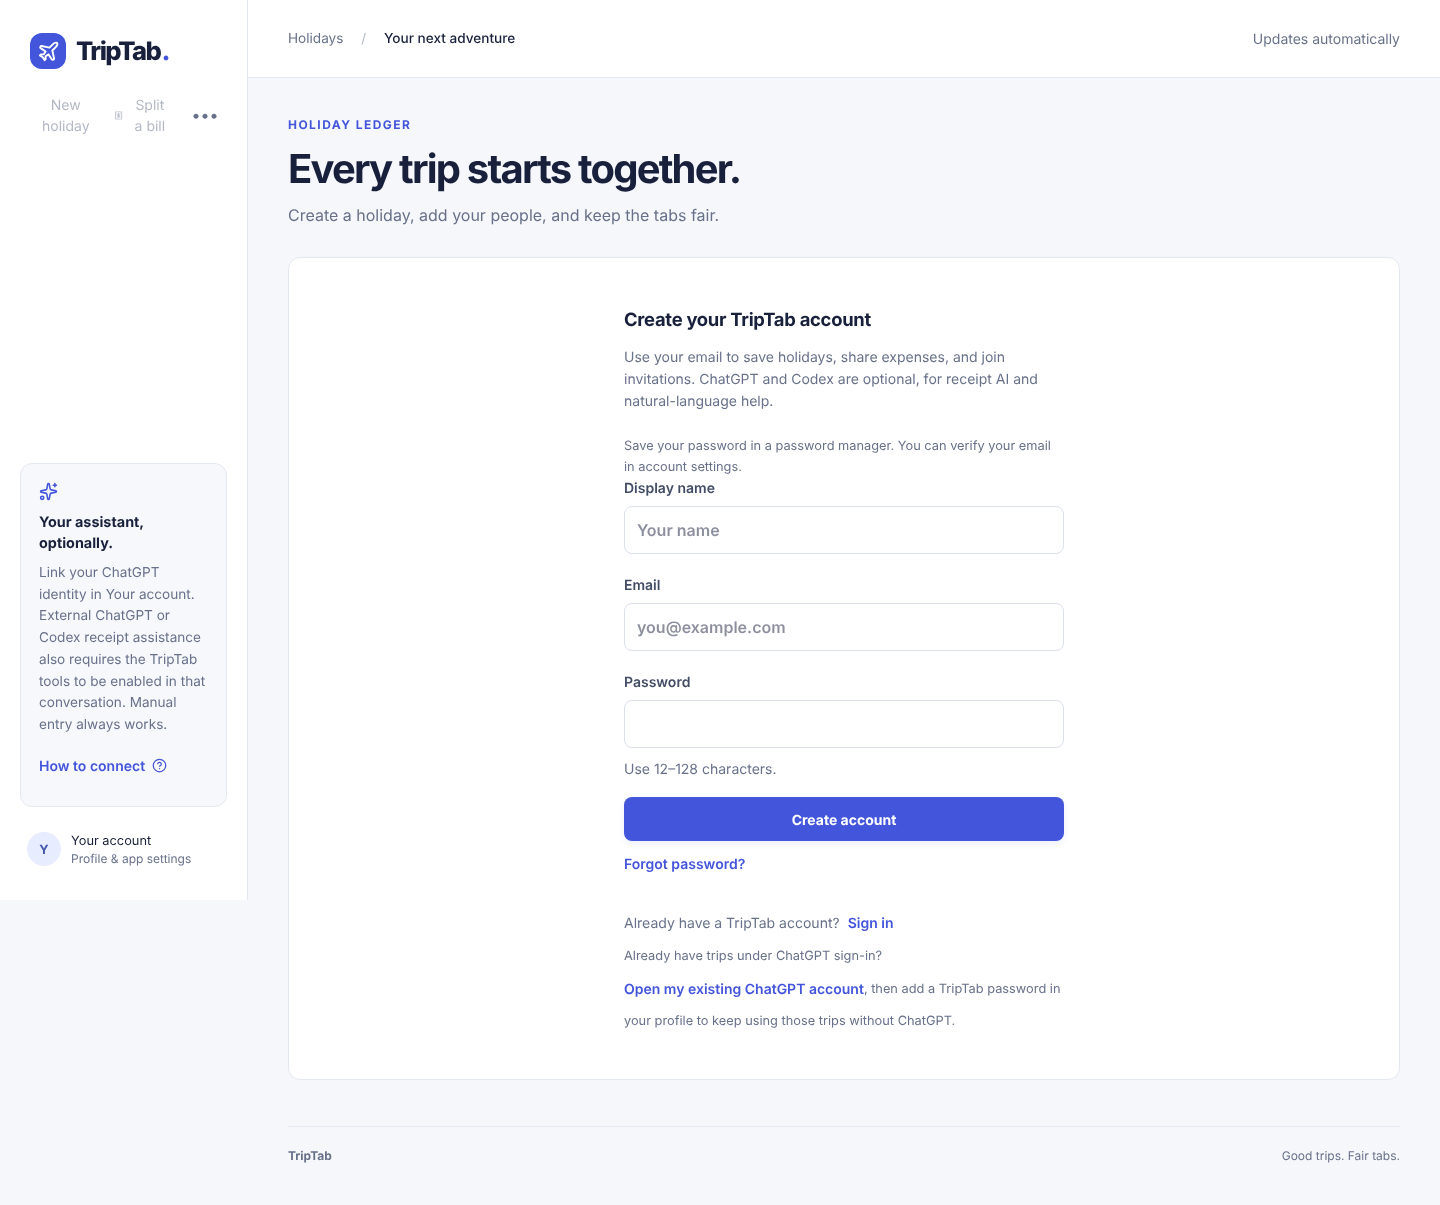 TripTab.
New holiday
Split a bill
•••
Your assistant,
optionally.
Link your ChatGPT
identity in Your account.
External ChatGPT or
Codex receipt assistance
also requires the TripTab
tools to be enabled in that
conversation. Manual
entry always works.
How to connect
Y
Your account
Profile & app settings
Holidays / Your next adventure
Updates automatically
HOLIDAY LEDGER
Every trip starts together.
Create a holiday, add your people, and keep the tabs fair.
Create your TripTab account
Use your email to save holidays, share expenses, and join
invitations. ChatGPT and Codex are optional, for receipt AI and
natural-language help.
Save your password in a password manager. You can verify your email
in account settings.
Display name
Your name
Email
you@example.com
Password
Use 12–128 characters.
Create account
Forgot password?
Already have a TripTab account? Sign in
Already have trips under ChatGPT sign-in?
Open my existing ChatGPT account, then add a TripTab password in
your profile to keep using those trips without ChatGPT.
TripTab
Good trips. Fair tabs.